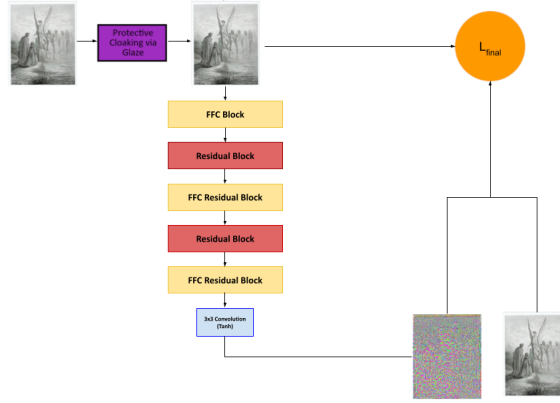 Protective
Cloaking via
Glaze
L_final
FFC Block
Residual Block
FFC Residual Block
Residual Block
FFC Residual Block
3x3 Convolution
(Tanh)